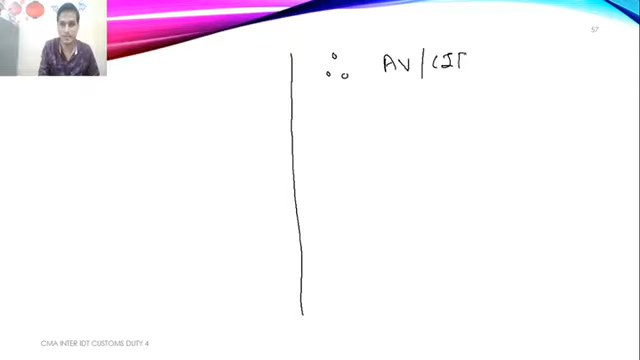 57
∴ AV/CIF
CMA INTER IDT CUSTOMS DUTY 4